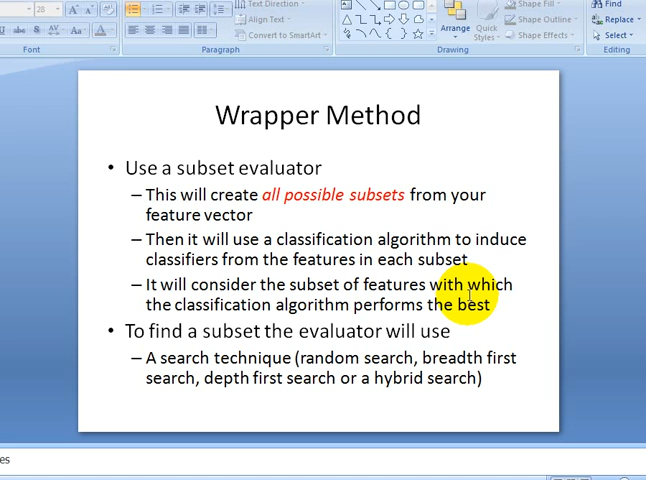 28
A
A
Aa
A
Font
Text Direction
Align Text
Convert to SmartArt
Paragraph
Arrange
Quick
Styles
Shape Fill
Shape Outline
Shape Effects
Drawing
Find
Replace
Select
Editing
Wrapper Method
• Use a subset evaluator
– This will create all possible subsets from your
feature vector
– Then it will use a classification algorithm to induce
classifiers from the features in each subset
– It will consider the subset of features with which
the classification algorithm performs the best
• To find a subset the evaluator will use
– A search technique (random search, breadth first
search, depth first search or a hybrid search)
es